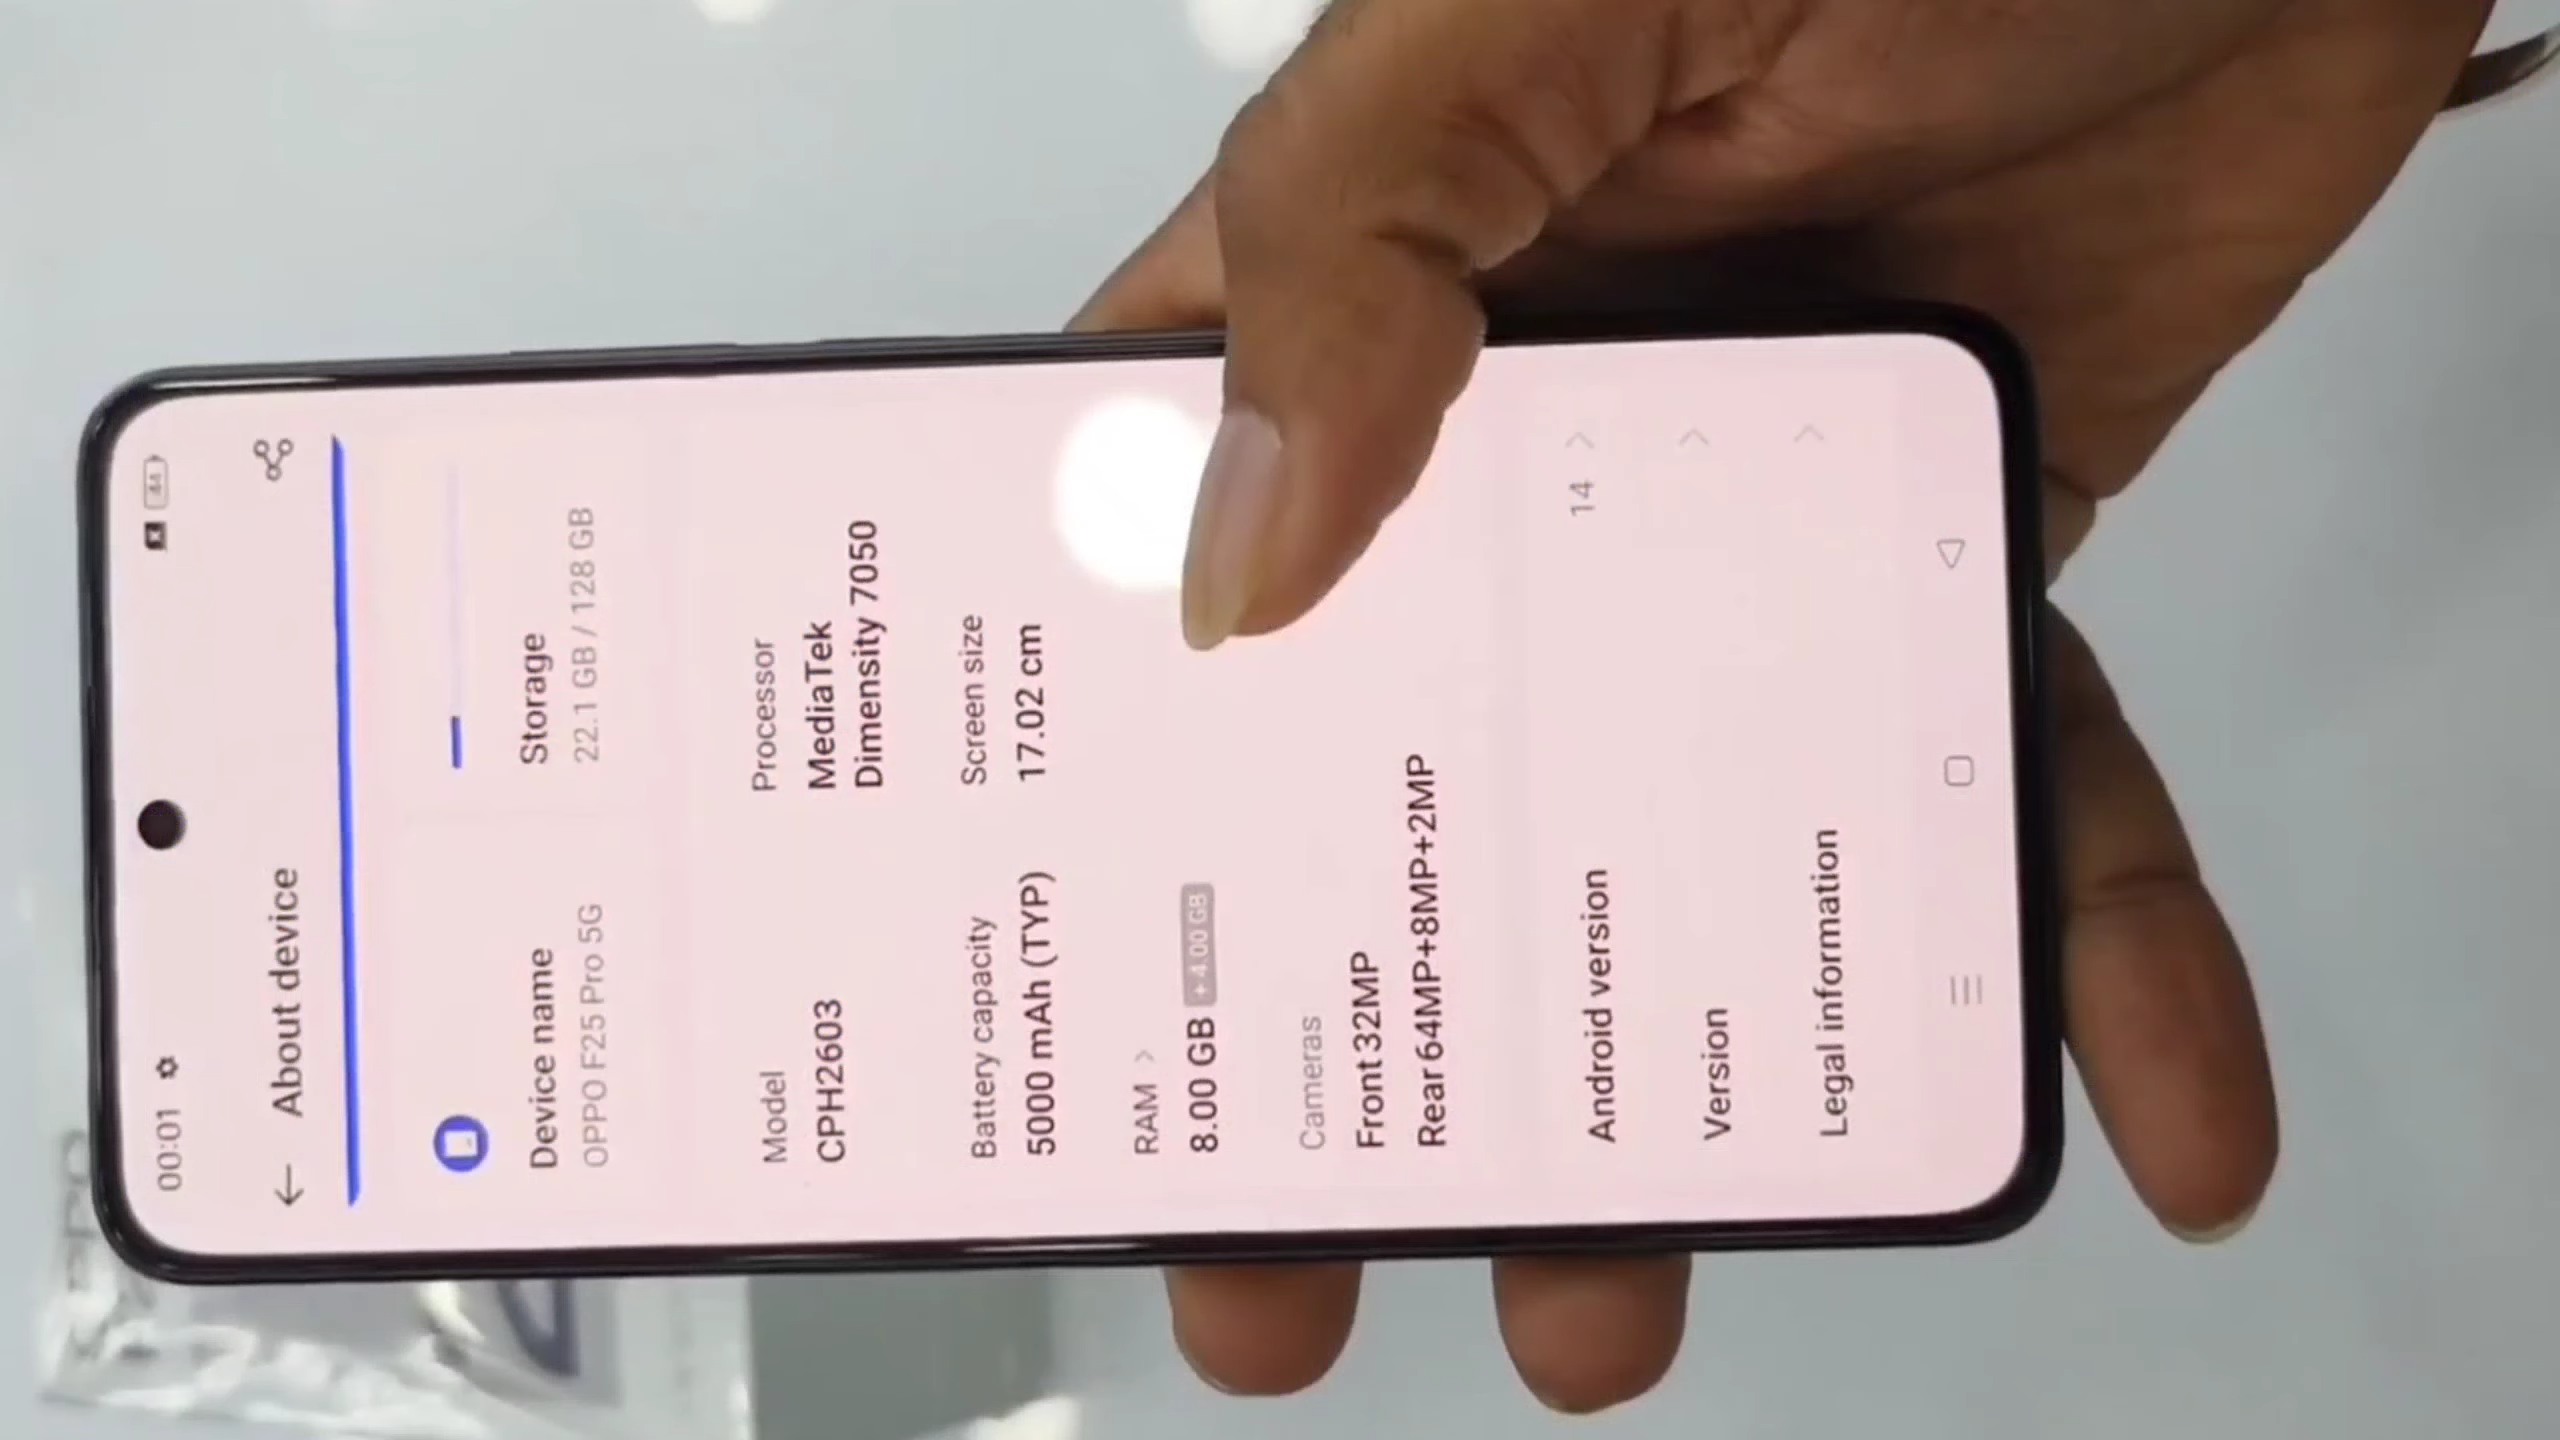 00:01
44
About device
Device name
OPPO F25 Pro 5G
Storage
22.1 GB / 128 GB
Model
CPH2603
Processor
MediaTek
Dimensity 7050
Battery capacity
5000 mAh (TYP)
Screen size
17.02 cm
RAM >
8.00 GB + 4.00 GB
Cameras
Front 32MP
Rear 64MP+8MP+2MP
Android version 14 >
Version >
Legal information >